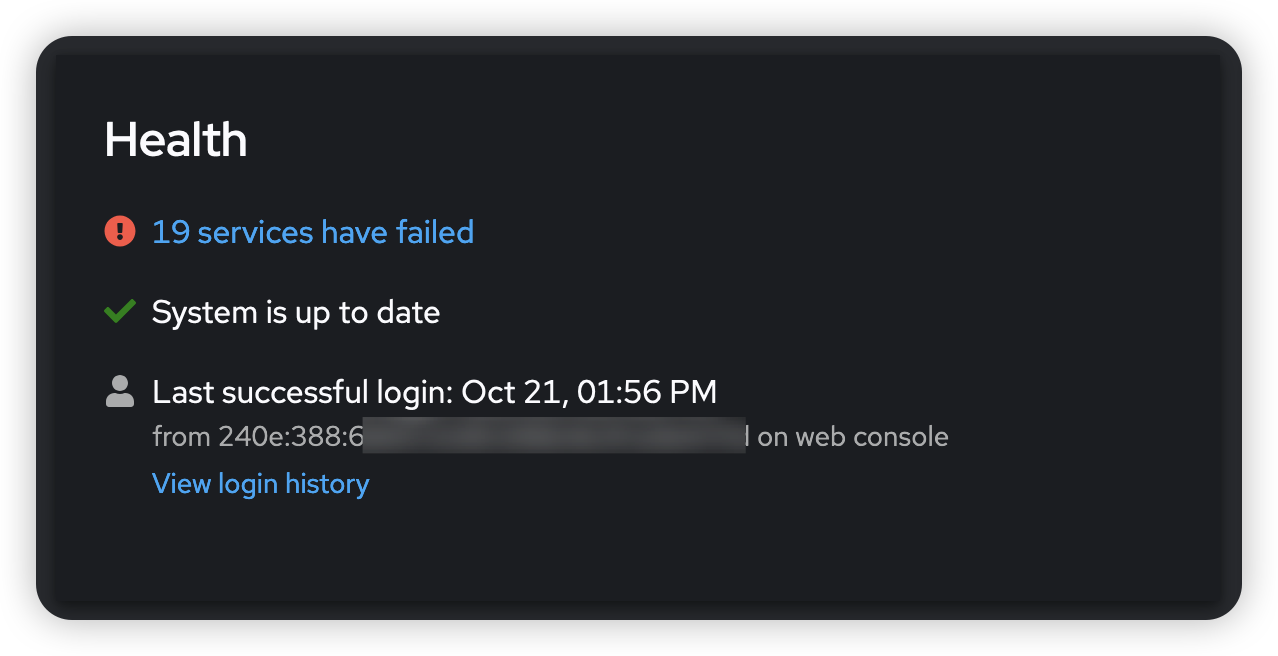 Health
19 services have failed
System is up to date
Last successful login: Oct 21, 01:56 PM
from 240e:388:6 on web console
View login history